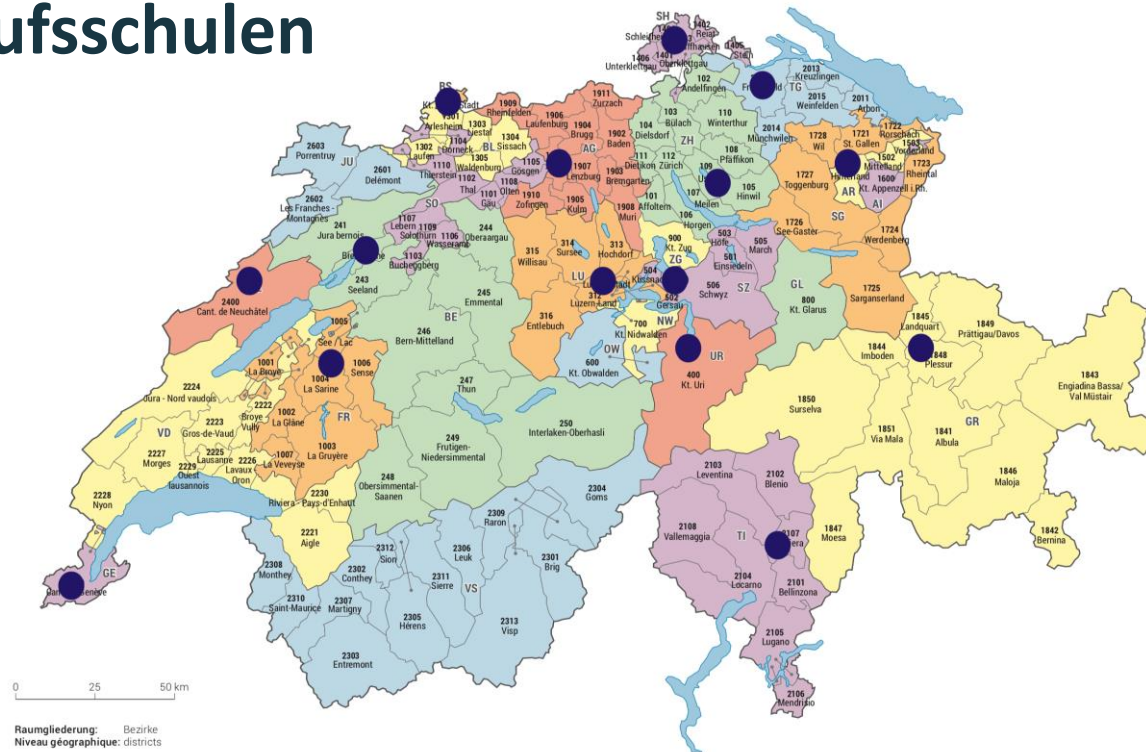 ufsschulen
SH
1402
Reiat
1405
Stein
1406
1401
Unterklettgau
Oberklettgau
102
Andelfingen
2013
Kreuzlingen
TG
2015
Weinfelden
2011
Arbon
2014
Münchwilen
BS
1301
Arlesheim
1302
Laufen
1303
Liestal
1304
Sissach
BL
1305
Waldenburg
1104
Dorneck
1110
Thierstein
1909
Rheinfelden
1906
Laufenburg
1911
Zurzach
1904
Brugg
1902
Baden
AG
1907
Lenzburg
1903
Bremgarten
1910
Zofingen
1905
Kulm
1908
Muri
1105
Gösgen
1108
Olten
1102
Thal
1101
Gäu
SO
1107
Lebern
1109
Solothurn
1106
Wasseramt
1103
Bucheggberg
103
Bülach
104
Dielsdorf
110
Winterthur
ZH
108
Pfäffikon
111
Dietikon
112
Zürich
109
105
Hinwil
107
Meilen
101
Affoltern
106
Horgen
1728
Wil
1721
St. Gallen
1722
Rorschach
1502
Mittelland
1723
Rheintal
1600
Kt. Appenzell i.Rh.
AR
AI
1727
Toggenburg
SG
1726
See-Gaster
1724
Werdenberg
1725
Sarganserland
2603
Porrentruy
JU
2601
Delémont
2602
Les Franches -
Montagnes
241
Jura bernois
244
Oberaargau
243
Seeland
245
Emmental
246
Bern-Mittelland
BE
247
Thun
249
Frutigen-
Niedersimmental
250
Interlaken-Oberhasli
248
Obersimmental-
Saanen
2400
Cant. de Neuchâtel
315
Willisau
314
Sursee
313
Hochdorf
LU
312
Luzern-Land
316
Entlebuch
900
Kt. Zug
ZG
503
Höfe
505
March
501
Einsiedeln
504
502
Gersau
506
Schwyz
SZ
GL
800
Kt. Glarus
NW
700
Kt. Nidwalden
OW
600
Kt. Obwalden
UR
400
Kt. Uri
1005
See / Lac
1001
La Broye
1006
Sense
1004
La Sarine
1002
La Glâne
FR
1003
La Gruyère
1007
La Veveyse
2224
Jura - Nord vaudois
2222
Broye -
Vully
2223
Gros-de-Vaud
VD
2227
Morges
2225
Lausanne
2226
Lavaux-
Oron
2229
Ouest
lausannois
2228
Nyon
2230
Riviera - Pays-d'Enhaut
2221
Aigle
GE
2304
Goms
2309
Raron
2312
Sion
2306
Leuk
2301
Brig
2308
Monthey
2302
Conthey
2311
Sierre
VS
2310
Saint-Maurice
2307
Martigny
2305
Hérens
2313
Visp
2303
Entremont
2103
Leventina
2102
Blenio
2108
Vallemaggia
TI
2104
Locarno
2101
Bellinzona
2105
Lugano
2106
Mendrisio
1845
Landquart
1849
Prättigau/Davos
1844
Imboden
Plessur
1843
Engiadina Bassa/
Val Müstair
1850
Surselva
1851
Via Mala
1841
Albula
GR
1846
Maloja
1847
Moesa
1842
Bernina
0 25 50 km
Raumgliederung: Bezirke
Niveau géographique: districts